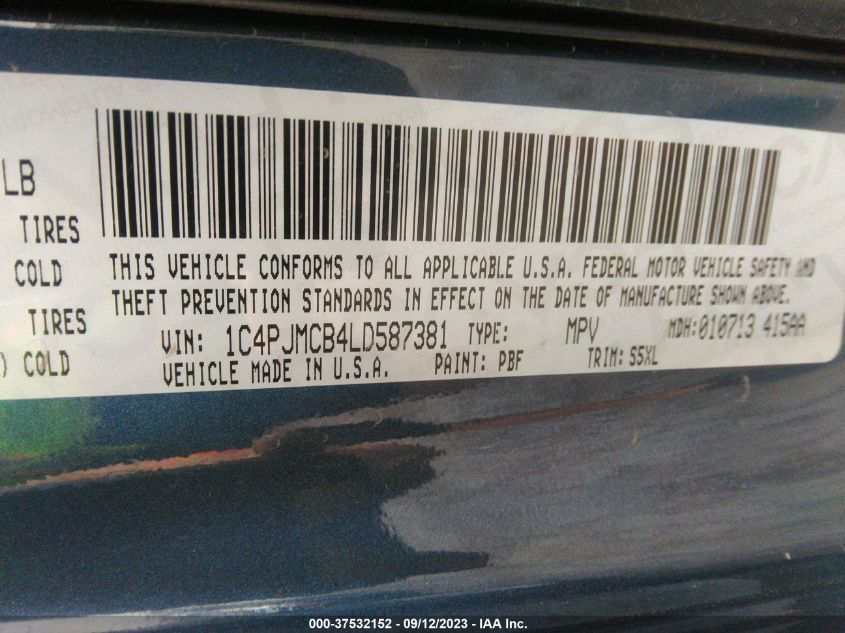 LB
TIRES
COLD
TIRES
) COLD
THIS VEHICLE CONFORMS TO ALL APPLICABLE U.S.A. FEDERAL MOTOR VEHICLE SAFETY AND
THEFT PREVENTION STANDARDS IN EFFECT ON THE DATE OF MANUFACTURE SHOWN ABOVE.
VIN: 1C4PJMCB4LD587381 TYPE: MPV MDH:010713 415AA
VEHICLE MADE IN U.S.A. PAINT: PBF TRIM: S5XL
000-37532152 - 09/12/2023 - IAA Inc.